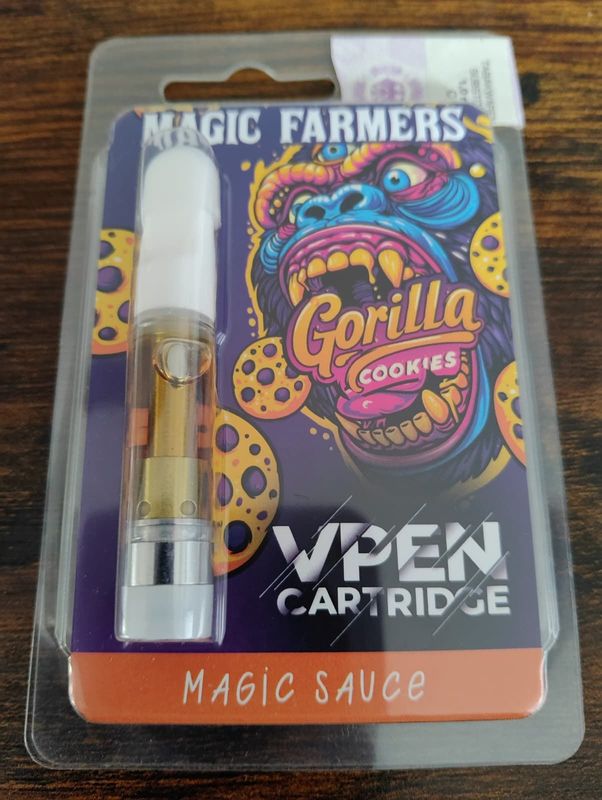 MAGIC FARMERS
Gorilla
COOKIES
VPEN
CARTRIDGE
MAGIC SAUCE